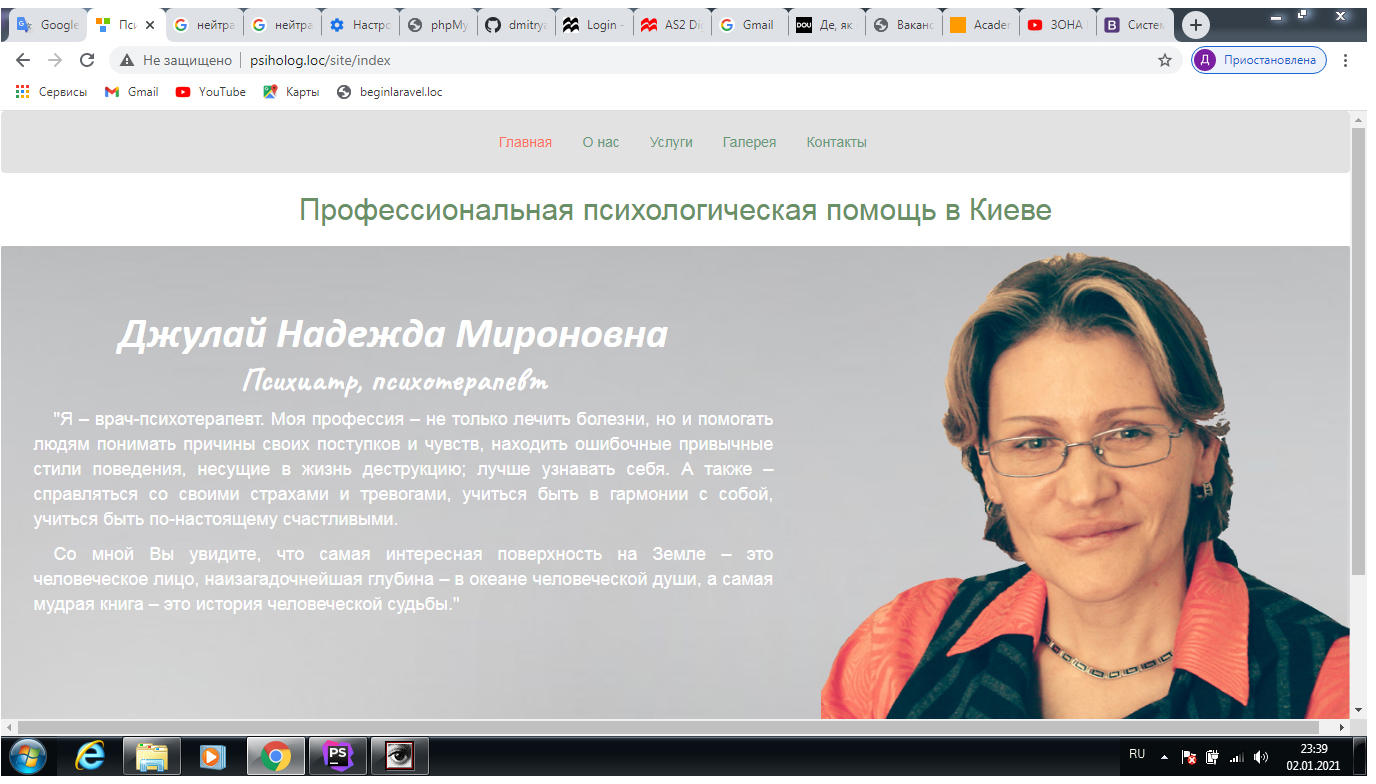 Google
Пси
нейтра
нейтра
Настро
phpMy
dmitrya
Login -
AS2 Di
Gmail
Де, як
Вакан
Acader
ЗОНА
Систем
Не защищено
psiholog.loc/site/index
Д
Приостановлена
Сервисы
Gmail
YouTube
Карты
beginlaravel.loc
Главная О нас Услуги Галерея Контакты
Профессиональная психологическая помощь в Киеве
Джулай Надежда Мироновна
Психиатр, психотерапевт
"Я – врач-психотерапевт. Моя профессия – не только лечить болезни, но и помогать
людям понимать причины своих поступков и чувств, находить ошибочные привычные
стили поведения, несущие в жизнь деструкцию; лучше узнавать себя. А также –
справляться со своими страхами и тревогами, учиться быть в гармонии с собой,
учиться быть по-настоящему счастливыми.
Со мной Вы увидите, что самая интересная поверхность на Земле – это
человеческое лицо, наизагадочнейшая глубина – в океане человеческой души, а самая
мудрая книга – это история человеческой судьбы."
PS
RU
23:39
02.01.2021